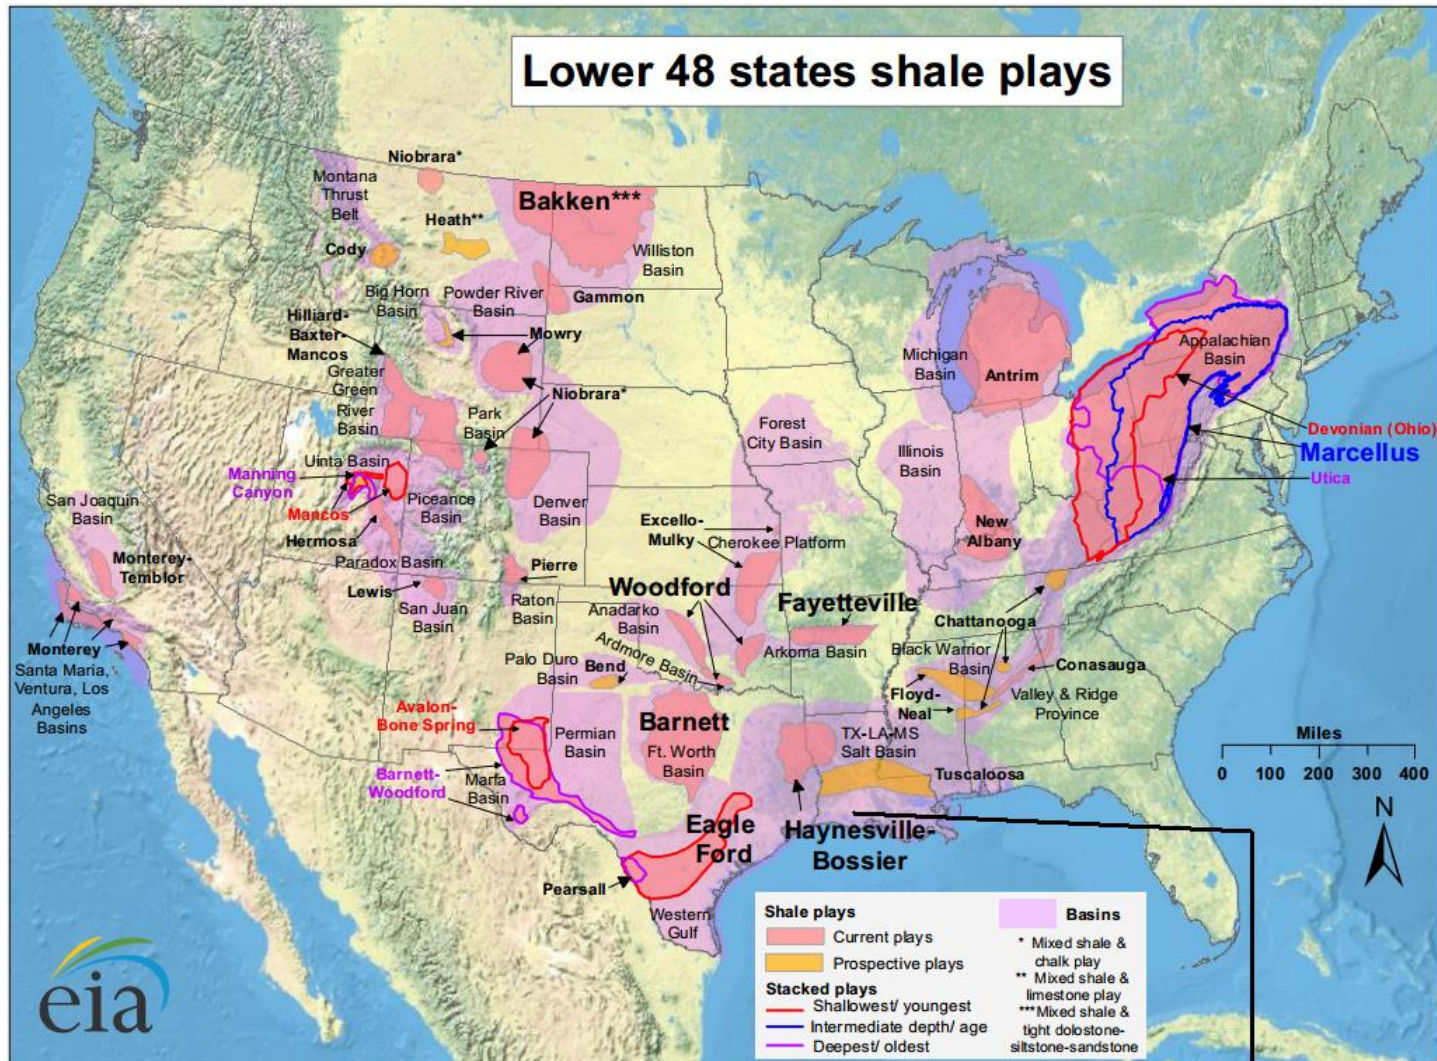 Lower 48 states shale plays
Niobrara*
Montana
Thrust
Belt
Bakken***
Heath**
Cody
Williston
Basin
Big Horn
Basin
Powder River
Basin
Gammon
Hilliard-
Baxter-
Mancos
Mowry
Greater
Green
River
Basin
Niobrara*
Park
Basin
Michigan
Basin
Antrim
Appalachian
Basin
Devonian (Ohio)
Marcellus
Utica
Forest
City Basin
Illinois
Basin
Uinta Basin
Manning
Canyon
Mancos
Piceance
Basin
Denver
Basin
San Joaquin
Basin
Hermosa
Excello-
Mulky
Cherokee Platform
New
Albany
Monterey-
Temblor
Paradox Basin
Pierre
Lewis
San Juan
Basin
Raton
Basin
Woodford
Anadarko
Basin
Fayetteville
Chattanooga
Ardmore Basin
Arkoma Basin
Black Warrior
Basin
Conasauga
Monterey
Santa Maria,
Ventura, Los
Angeles
Basins
Palo Duro
Basin
Bend
Floyd-
Neal
Valley & Ridge
Province
Avalon-
Bone Spring
Permian
Basin
Barnett
Ft. Worth
Basin
TX-LA-MS
Salt Basin
Tuscaloosa
Barnett-
Woodford
Marfa
Basin
Eagle
Ford
Haynesville-
Bossier
Pearsall
Western
Gulf
Miles
0 100 200 300 400
N
Shale plays
Current plays
Prospective plays
Stacked plays
Shallowest/ youngest
Intermediate depth/ age
Deepest/ oldest
Basins
* Mixed shale &
chalk play
** Mixed shale &
limestone play
***Mixed shale &
tight dolostone-
siltstone-sandstone
eia